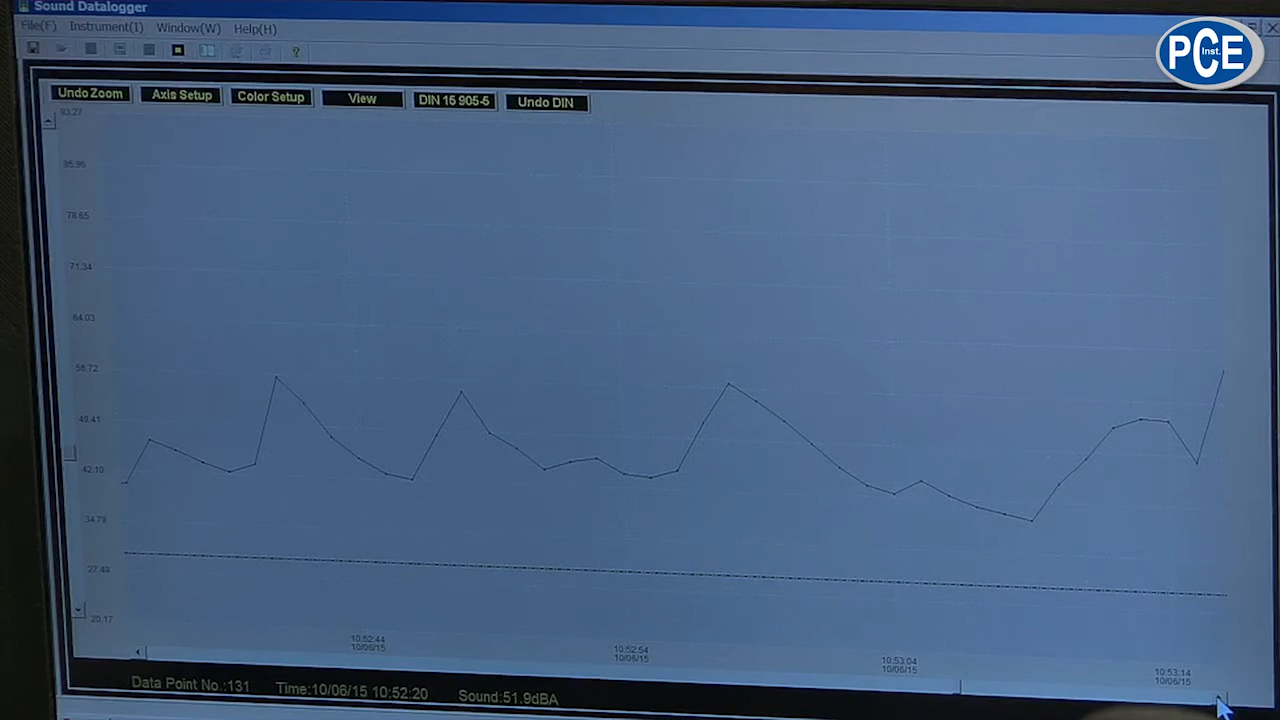 Sound Datalogger
File(F) Instrument(I) Window(W) Help(H)
PCE
Inst.
Undo Zoom Axis Setup Color Setup View DIN 15 905-5 Undo DIN
93.27
85.96
78.65
71.34
64.03
56.72
49.41
42.10
34.79
27.48
20.17
10:52:44 10:52:54 10:53:04 10:53:14
10/06/15 10/06/15 10/06/15 10/06/15
Data Point No.:131 Time:10/06/15 10:52:20 Sound:51.9dBA